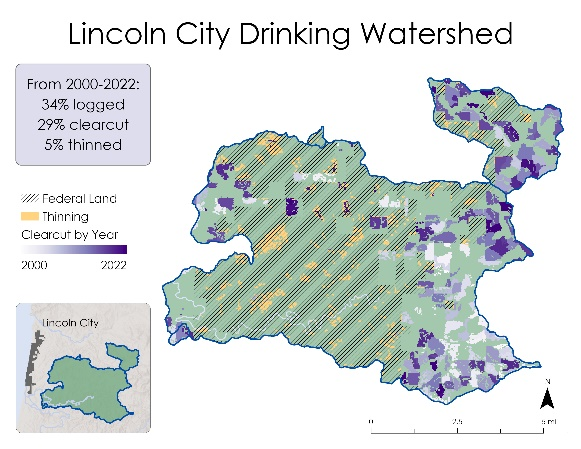 Lincoln City Drinking Watershed
From 2000-2022:
34% logged
29% clearcut
5% thinned
Federal Land
Thinning
Clearcut by Year
2000 2022
Lincoln City
N
0 2.5 5 mi